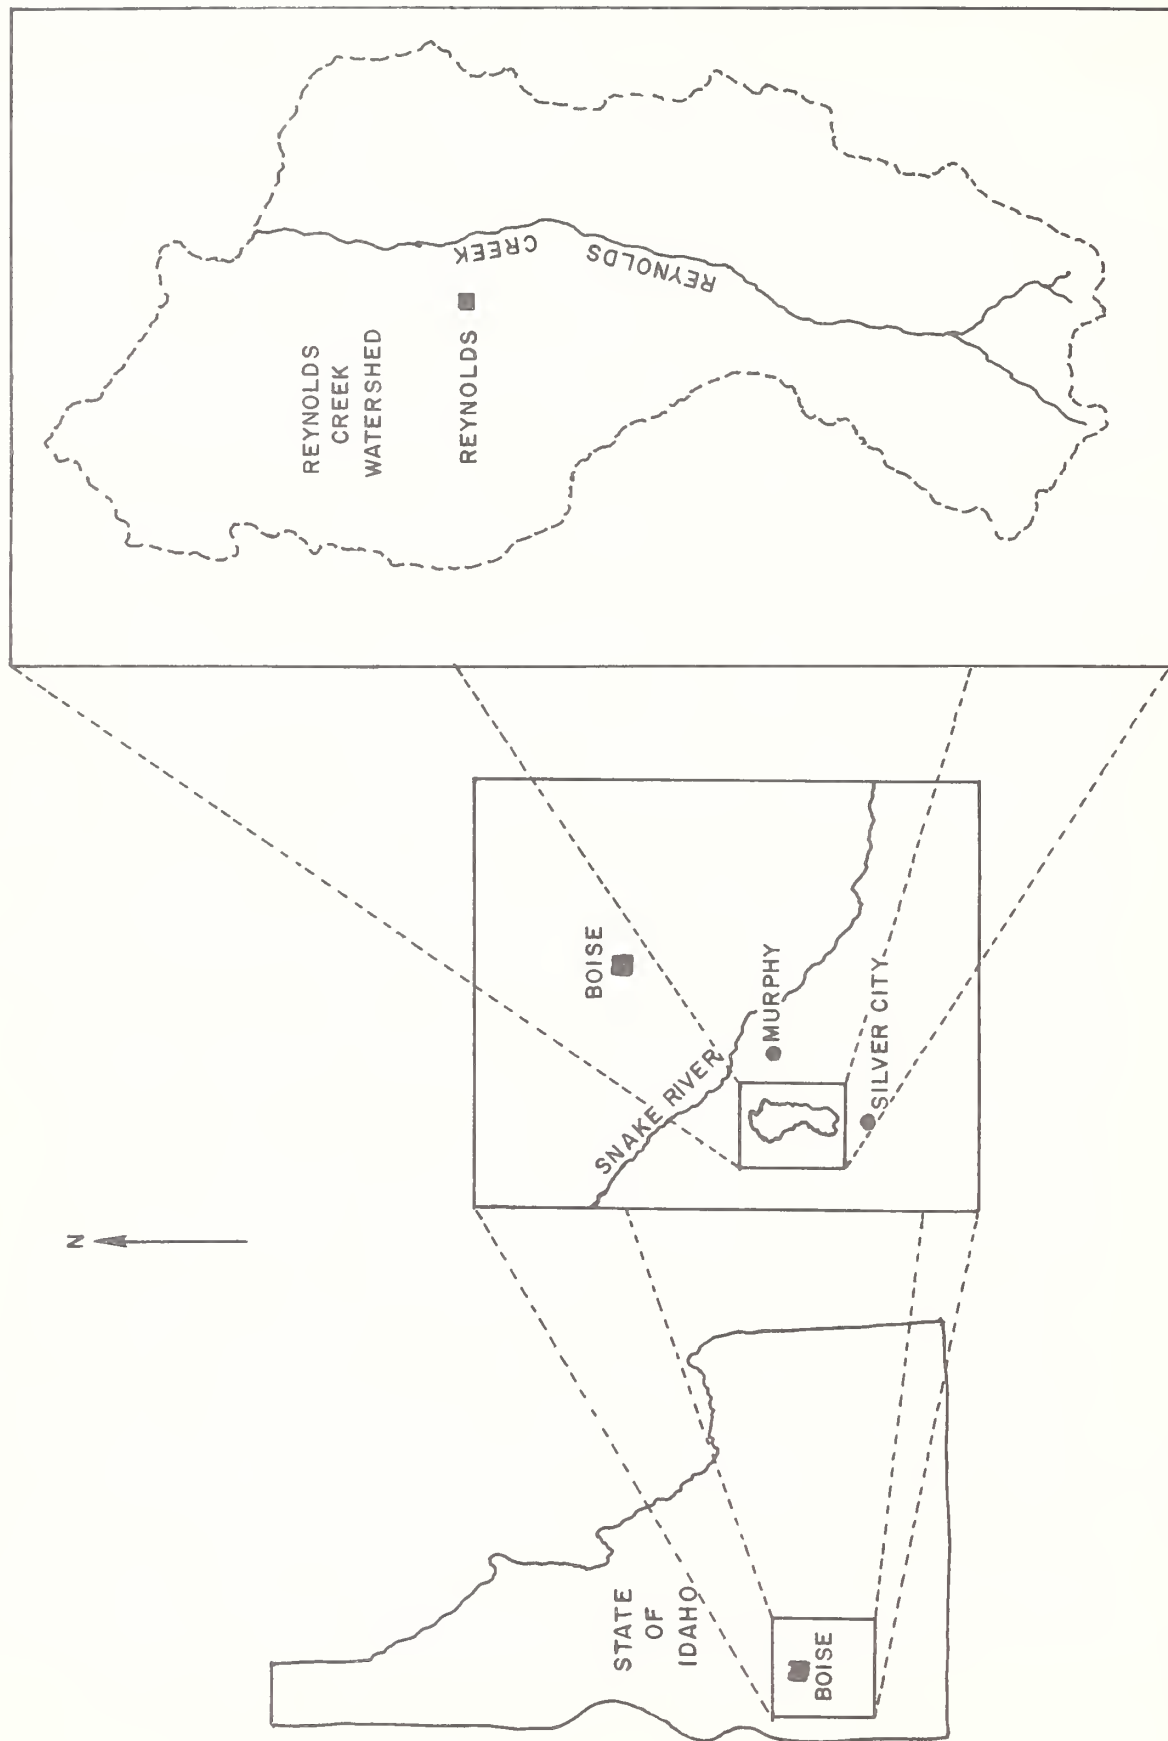 N
STATE
OF
IDAHO
BOISE
BOISE
SNAKE RIVER
MURPHY
SILVER CITY
REYNOLDS
CREEK
WATERSHED
REYNOLDS
REYNOLDS CREEK